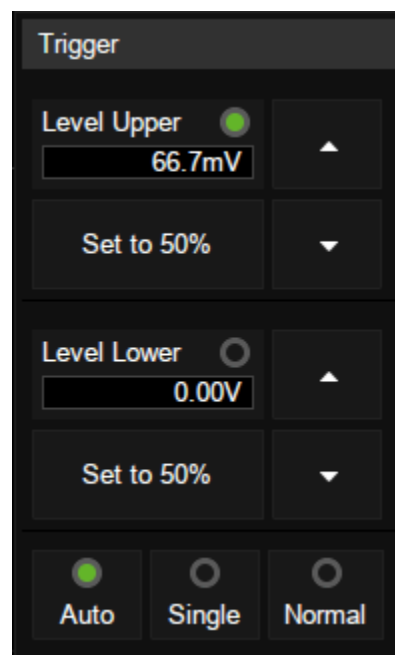 Trigger
Level Upper
66.7mV
Set to 50%
Level Lower
0.00V
Set to 50%
Auto Single Normal